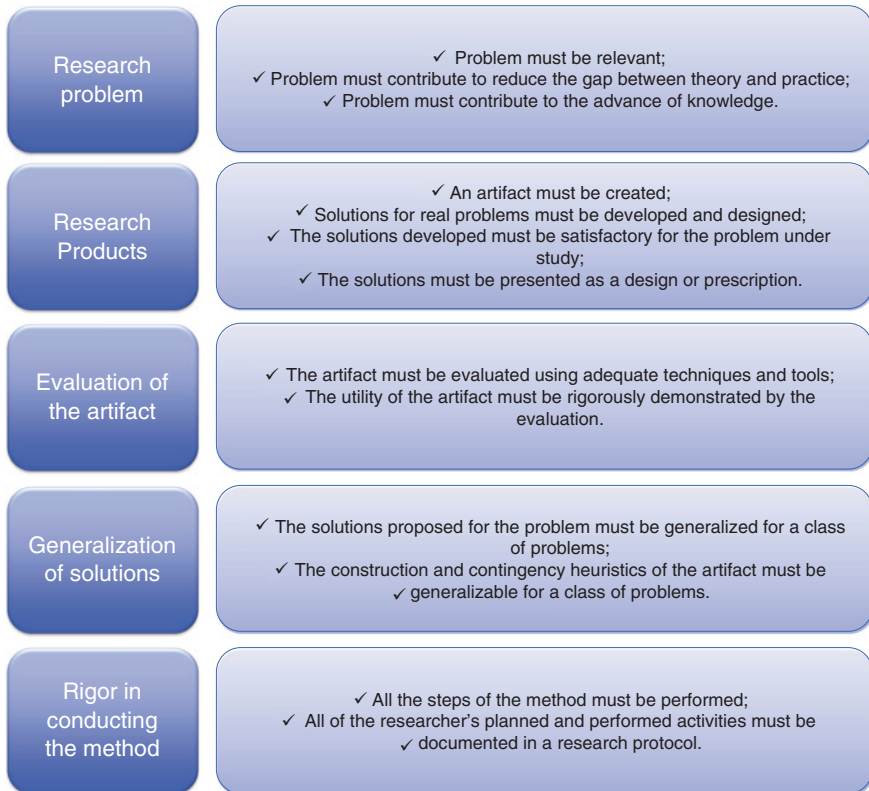 Research
problem
✓ Problem must be relevant;
✓ Problem must contribute to reduce the gap between theory and practice;
✓ Problem must contribute to the advance of knowledge.
Research
Products
✓ An artifact must be created;
✓ Solutions for real problems must be developed and designed;
✓ The solutions developed must be satisfactory for the problem under
study;
✓ The solutions must be presented as a design or prescription.
Evaluation of
the artifact
✓ The artifact must be evaluated using adequate techniques and tools;
✓ The utility of the artifact must be rigorously demonstrated by the
evaluation.
Generalization
of solutions
✓ The solutions proposed for the problem must be generalized for a class
of problems;
✓ The construction and contingency heuristics of the artifact must be
✓ generalizable for a class of problems.
Rigor in
conducting
the method
✓ All the steps of the method must be performed;
✓ All of the researcher's planned and performed activities must be
✓ documented in a research protocol.